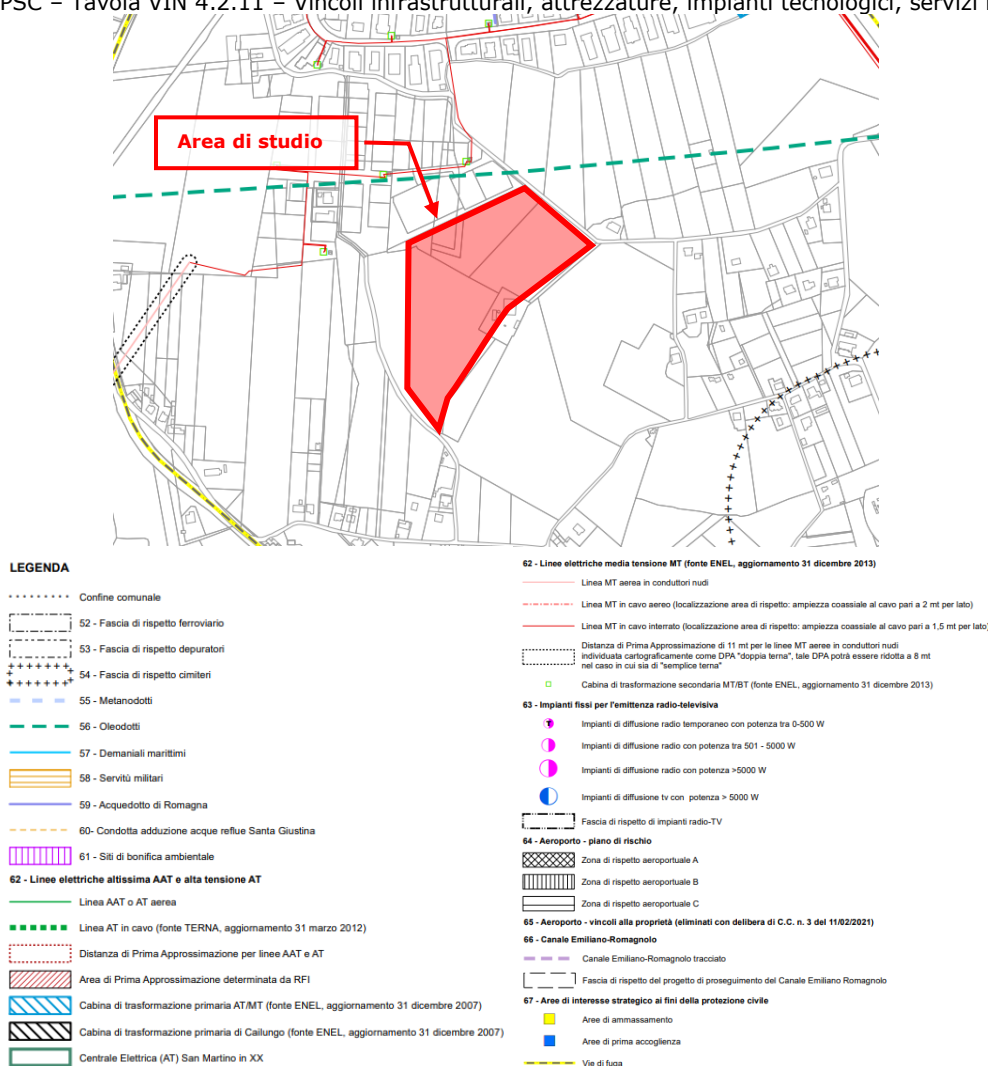 PSC – Tavola VIN 4.2.11 – Vincoli infrastrutturali, attrezzature, impianti tecnologici, servizi
Area di studio
LEGENDA
Confine comunale
52 - Fascia di rispetto ferroviario
53 - Fascia di rispetto depuratori
54 - Fascia di rispetto cimiteri
55 - Metanodotti
56 - Oleodotti
57 - Demaniali marittimi
58 - Servitù militari
59 - Acquedotto di Romagna
60- Condotta adduzione acque reflue Santa Giustina
61 - Siti di bonifica ambientale
62 - Linee elettriche altissima AAT e alta tensione AT
Linea AAT o AT aerea
Linea AT in cavo (fonte TERNA, aggiornamento 31 marzo 2012)
Distanza di Prima Approssimazione per linee AAT e AT
Area di Prima Approssimazione determinata da RFI
Cabina di trasformazione primaria AT/MT (fonte ENEL, aggiornamento 31 dicembre 2007)
Cabina di trasformazione primaria di Cailungo (fonte ENEL, aggiornamento 31 dicembre 2007)
Centrale Elettrica (AT) San Martino in XX
62 - Linee elettriche media tensione MT (fonte ENEL, aggiornamento 31 dicembre 2013)
Linea MT aerea in conduttori nudi
Linea MT in cavo aereo (localizzazione area di rispetto: ampiezza coassiale al cavo pari a 2 mt per lato)
Linea MT in cavo interrato (localizzazione area di rispetto: ampiezza coassiale al cavo pari a 1,5 mt per lato)
Distanza di Prima Approssimazione di 11 mt per le linee MT aeree in conduttori nudi
individuata cartograficamente come DPA "doppia terna", tale DPA potrà essere ridotta a 8 mt
nel caso in cui sia di "semplice terna"
Cabina di trasformazione secondaria MT/BT (fonte ENEL, aggiornamento 31 dicembre 2013)
63 - Impianti fissi per l'emittenza radio-televisiva
Impianti di diffusione radio temporaneo con potenza tra 0-500 W
Impianti di diffusione radio con potenza tra 501 - 5000 W
Impianti di diffusione radio con potenza >5000 W
Impianti di diffusione tv con potenza > 5000 W
Fascia di rispetto di impianti radio-TV
64 - Aeroporto - piano di rischio
Zona di rispetto aeroportuale A
Zona di rispetto aeroportuale B
Zona di rispetto aeroportuale C
65 - Aeroporto - vincoli alla proprietà (eliminati con delibera di C.C. n. 3 del 11/02/2021)
66 - Canale Emiliano-Romagnolo
Canale Emiliano-Romagna tracciato
Fascia di rispetto del progetto di proseguimento del Canale Emiliano Romagnolo
67 - Aree di interesse strategico ai fini della protezione civile
Aree di ammassamento
Aree di prima accoglienza
Vie di fuga